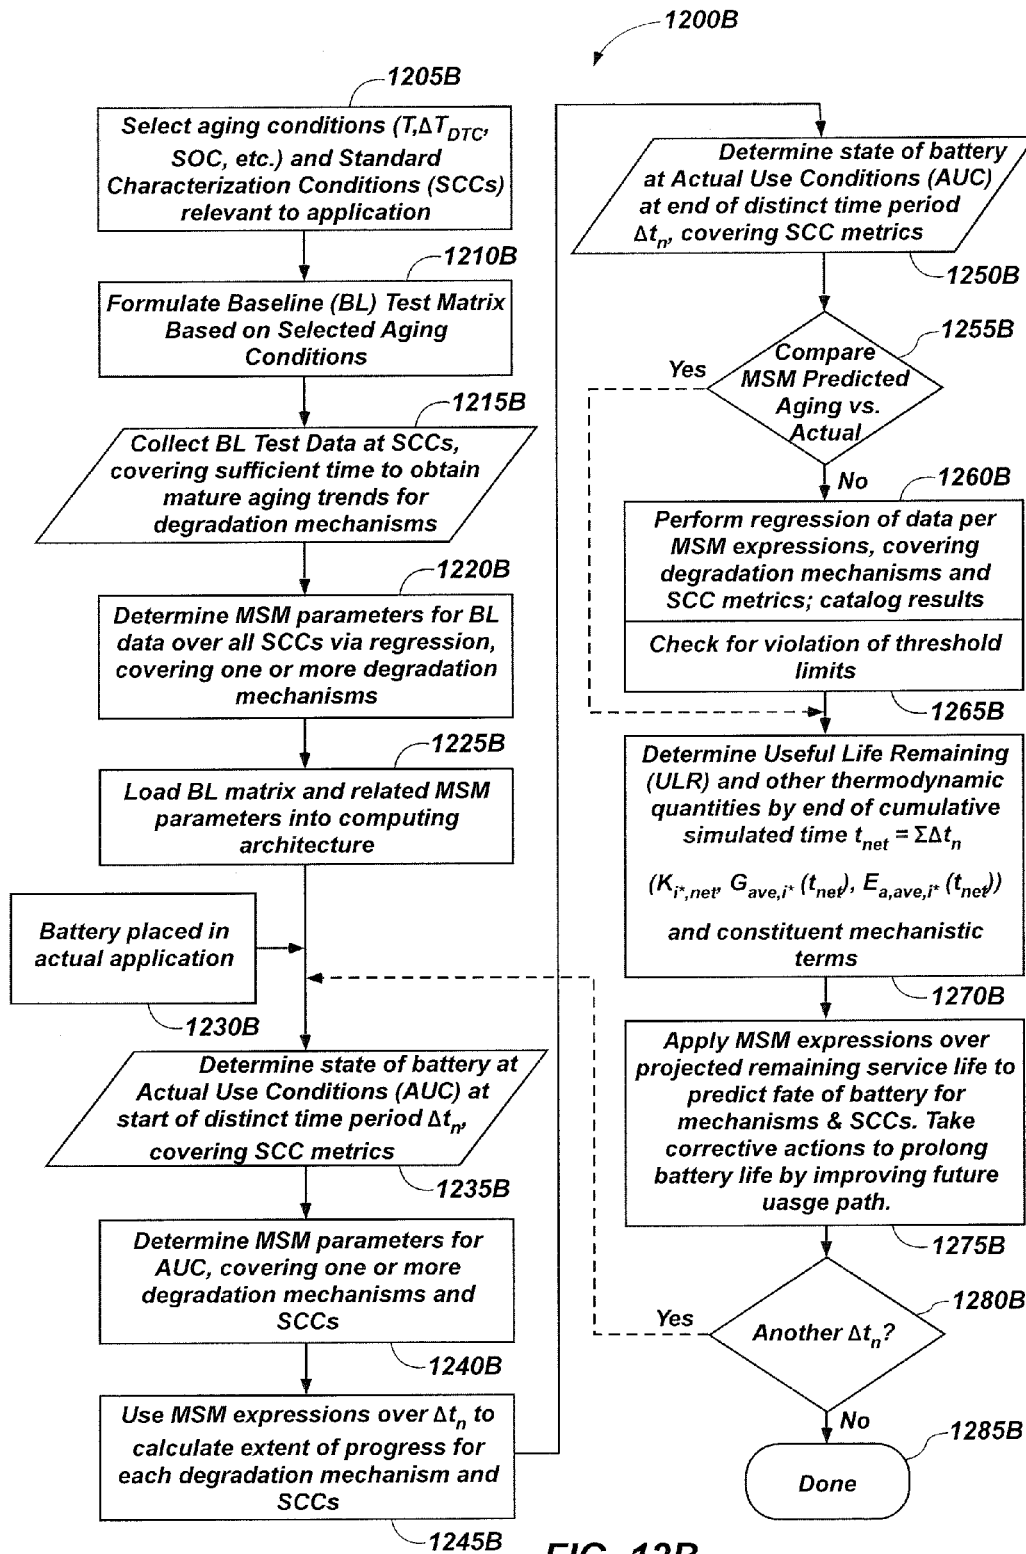 1200B
1205B
Select aging conditions (T,ΔT_DTC,
SOC, etc.) and Standard
Characterization Conditions (SCCs)
relevant to application
1210B
Formulate Baseline (BL) Test Matrix
Based on Selected Aging
Conditions
1215B
Collect BL Test Data at SCCs,
covering sufficient time to obtain
mature aging trends for
degradation mechanisms
1220B
Determine MSM parameters for BL
data over all SCCs via regression,
covering one or more degradation
mechanisms
1225B
Load BL matrix and related MSM
parameters into computing
architecture
Battery placed in
actual application
1230B
Determine state of battery at
Actual Use Conditions (AUC) at
start of distinct time period Δt_n,
covering SCC metrics
1235B
Determine MSM parameters for
AUC, covering one or more
degradation mechanisms and
SCCs
1240B
Use MSM expressions over Δt_n to
calculate extent of progress for
each degradation mechanism and
SCCs
1245B
Determine state of battery
at Actual Use Conditions (AUC)
at end of distinct time period
Δt_n, covering SCC metrics
1250B
1255B
Compare
MSM Predicted
Aging vs.
Actual
Yes
No
1260B
Perform regression of data per
MSM expressions, covering
degradation mechanisms and
SCC metrics; catalog results
Check for violation of threshold
limits
1265B
Determine Useful Life Remaining
(ULR) and other thermodynamic
quantities by end of cumulative
simulated time t_net = ΣΔt_n
(K_i*,net, G_ave,i* (t_net), E_a,ave,i* (t_net))
and constituent mechanistic
terms
1270B
Apply MSM expressions over
projected remaining service life to
predict fate of battery for
mechanisms & SCCs. Take
corrective actions to prolong
battery life by improving future
uasge path.
1275B
1280B
Another Δt_n?
Yes
No
1285B
Done
FIG. 12B